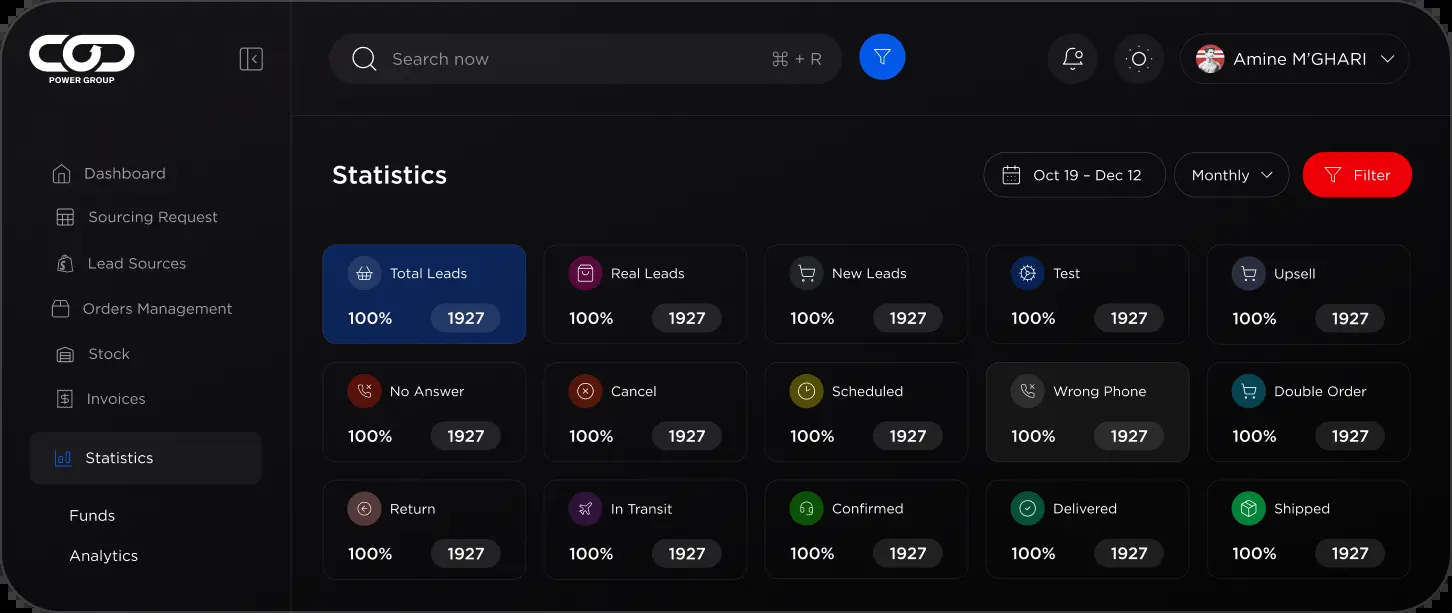 COD
POWER GROUP
Search now
⌘ + R
Amine M'GHARI
Dashboard
Sourcing Request
Lead Sources
Orders Management
Stock
Invoices
Statistics
Funds
Analytics
Statistics
Oct 19 – Dec 12
Monthly
Filter
Total Leads
100% 1927
Real Leads
100% 1927
New Leads
100% 1927
Test
100% 1927
Upsell
100% 1927
No Answer
100% 1927
Cancel
100% 1927
Scheduled
100% 1927
Wrong Phone
100% 1927
Double Order
100% 1927
Return
100% 1927
In Transit
100% 1927
Confirmed
100% 1927
Delivered
100% 1927
Shipped
100% 1927